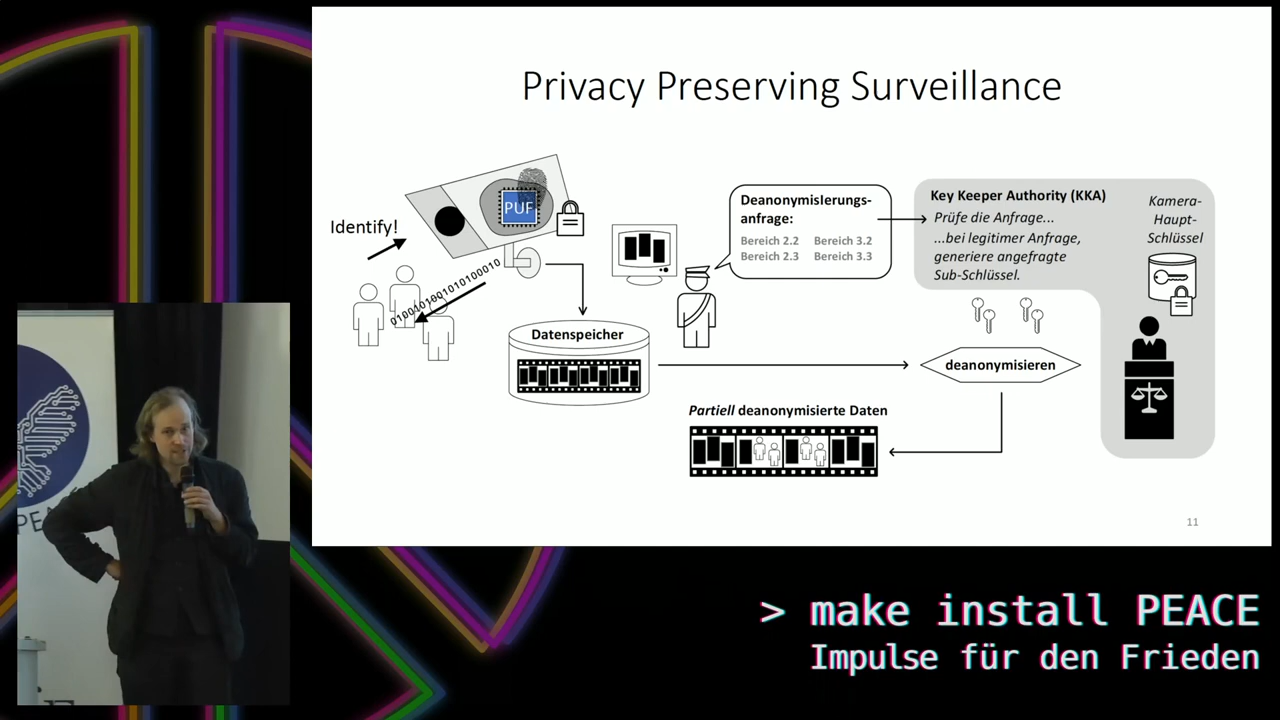 Privacy Preserving Surveillance
Identify!
PUF
010010100101010100010
Datenspeicher
Deanonymisierungs-
anfrage:
Bereich 2.2 Bereich 3.2
Bereich 2.3 Bereich 3.3
Key Keeper Authority (KKA)
Prüfe die Anfrage...
...bei legitimer Anfrage,
generiere angefragte
Sub-Schlüssel.
Kamera-
Haupt-
Schlüssel
deanonymisieren
Partiell deanonymisierte Daten
11
PEA
> make install PEACE
Impulse für den Frieden